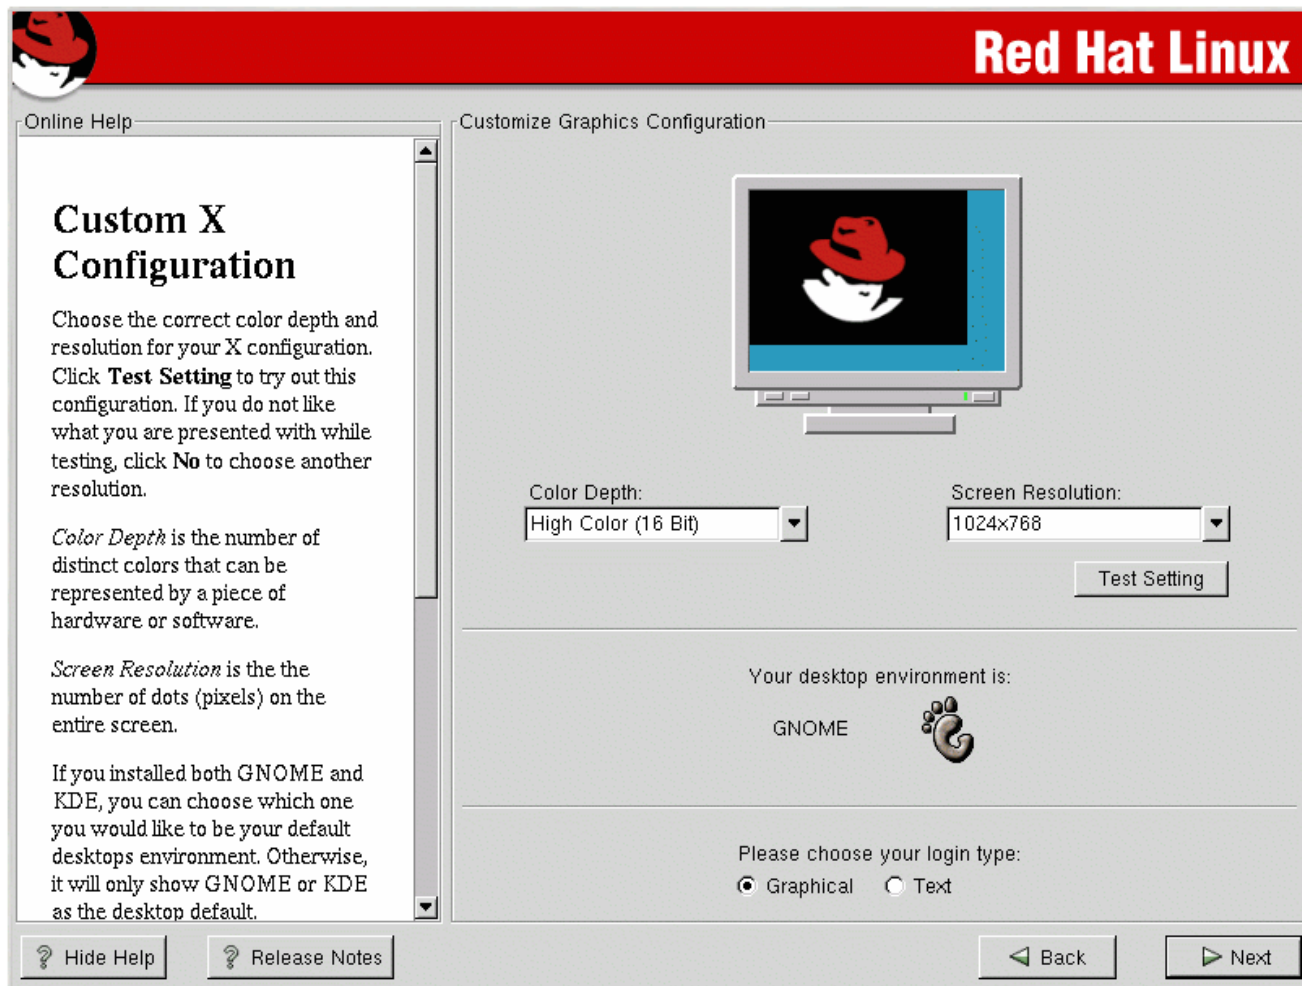 Red Hat Linux
Online Help
Custom X
Configuration
Choose the correct color depth and
resolution for your X configuration.
Click Test Setting to try out this
configuration. If you do not like
what you are presented with while
testing, click No to choose another
resolution.
Color Depth is the number of
distinct colors that can be
represented by a piece of
hardware or software.
Screen Resolution is the the
number of dots (pixels) on the
entire screen.
If you installed both GNOME and
KDE, you can choose which one
you would like to be your default
desktops environment. Otherwise,
it will only show GNOME or KDE
as the desktop default.
Customize Graphics Configuration
Color Depth:
High Color (16 Bit)
Screen Resolution:
1024x768
Test Setting
Your desktop environment is:
GNOME
Please choose your login type:
Graphical
Text
Hide Help
Release Notes
Back
Next